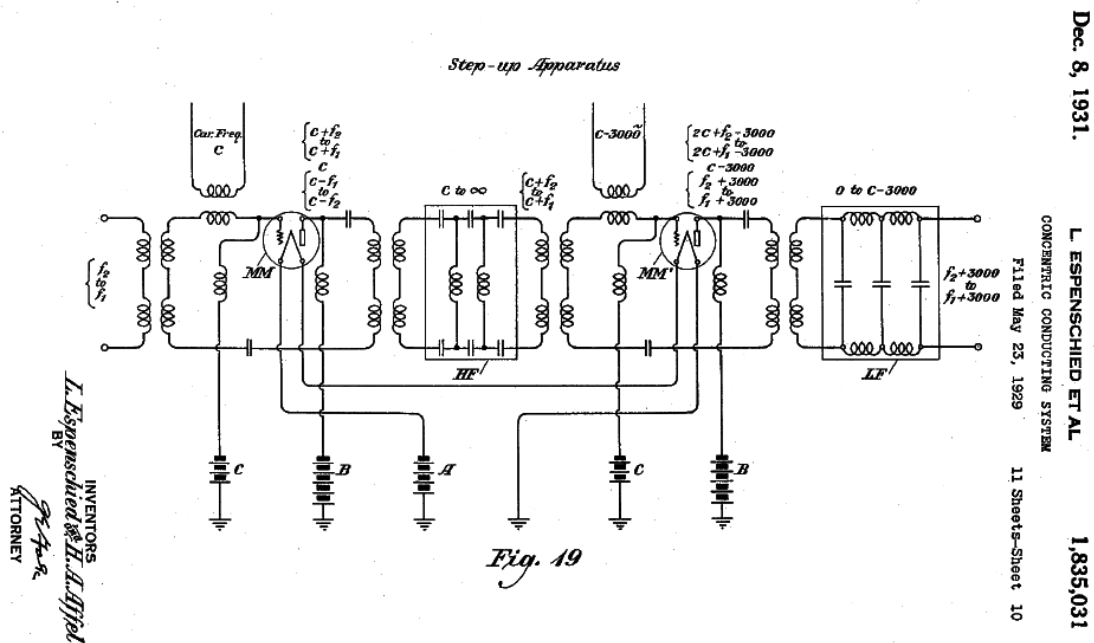 Step-up Apparatus
Car. Freq.
C
{C+f₂
to
C+f₁
C
{C-f₁
to
C-f₂
C to ∞
{C+f₂
to
C+f₁
C-3000~
{2C+f₂-3000
to
2C+f₁-3000
C-3000
{f₂+3000
to
f₁+3000
0 to C-3000
{f₂
to
f₁
MM
MM'
f₂+3000
to
f₁+3000
HF
LF
C
B
A
C
B
Fig. 19
Dec. 8, 1931.
L. ESPENSCHIED ET AL
1,835,031
CONCENTRIC CONDUCTING SYSTEM
Filed May 23, 1929
11 Sheets-Sheet 10
INVENTORS
L. Espenschied and H. A. Affel
BY
ATTORNEY